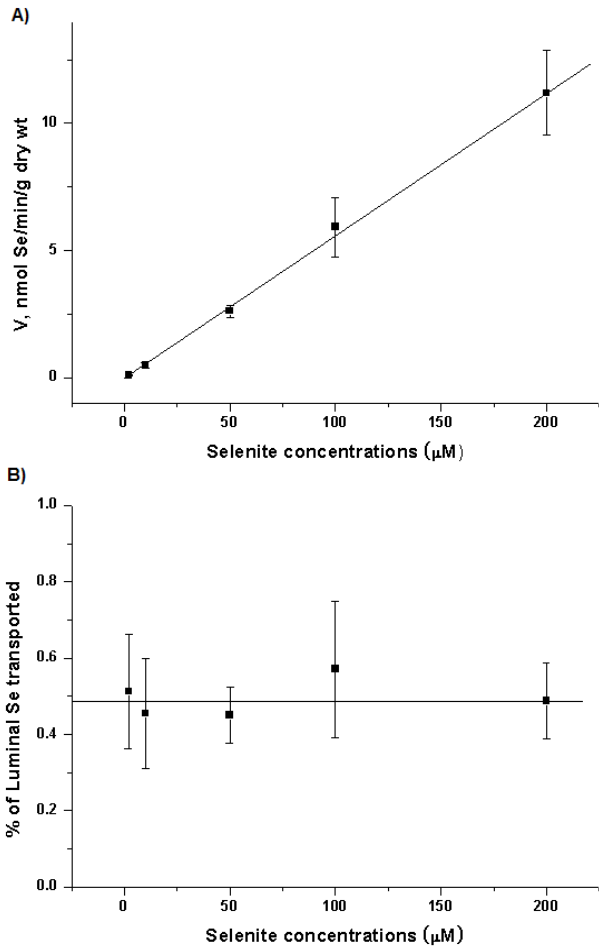 A)
V, nmol Se/min/g dry wt
10
5
0
0 50 100 150 200
Selenite concentrations (μM)
B)
% of Luminal Se transported
1.0
0.8
0.6
0.4
0.2
0.0
0 50 100 150 200
Selenite concentrations (μM)